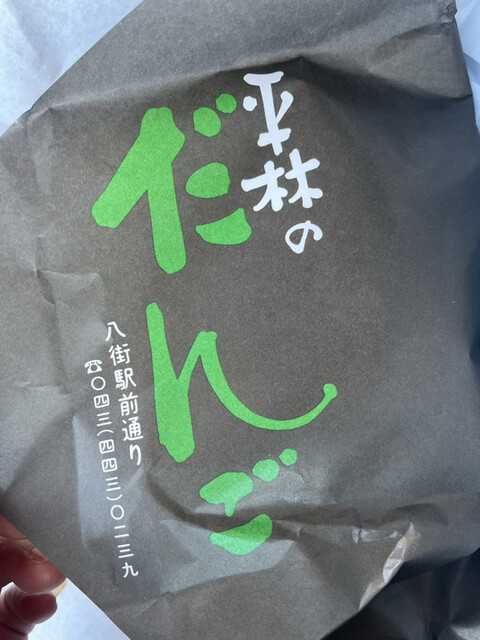 平林の
だんご
八街駅前通り
☎〇四三(四四三)〇二三九